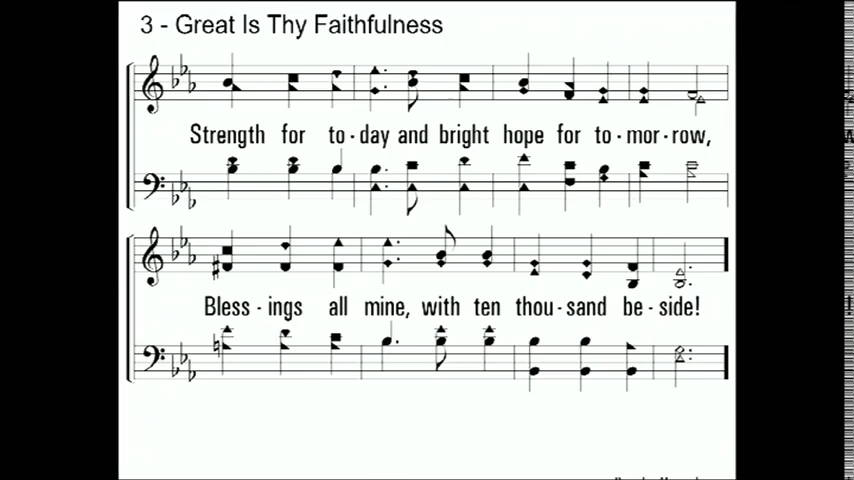 3 - Great Is Thy Faithfulness
Strength for to-day and bright hope for to-mor-row,
Bless-ings all mine, with ten thou-sand be-side!